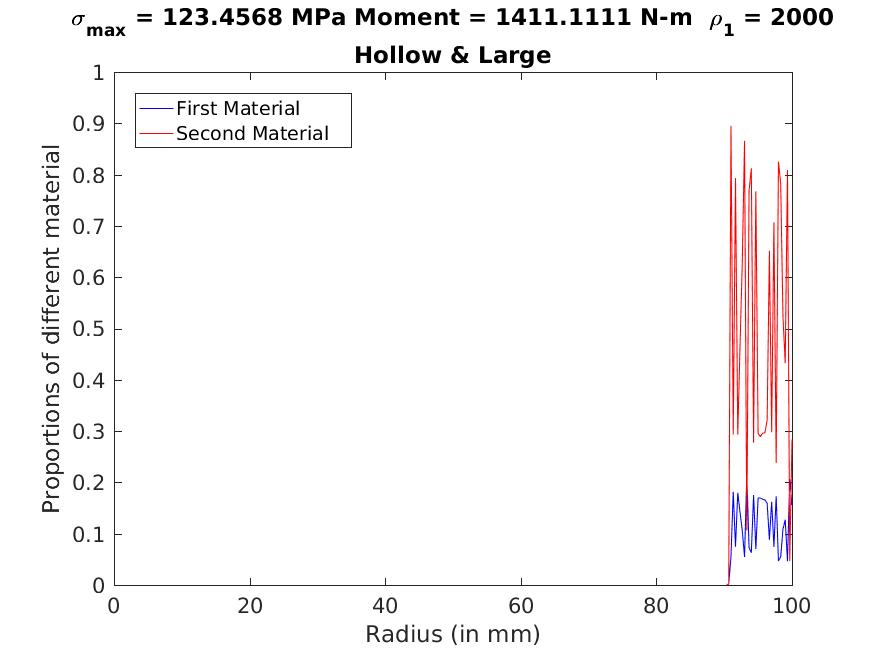 σmax = 123.4568 MPa Moment = 1411.1111 N-m ρ1 = 2000
Hollow & Large
First Material
Second Material
Proportions of different material
1
0.9
0.8
0.7
0.6
0.5
0.4
0.3
0.2
0.1
0
0 20 40 60 80 100
Radius (in mm)